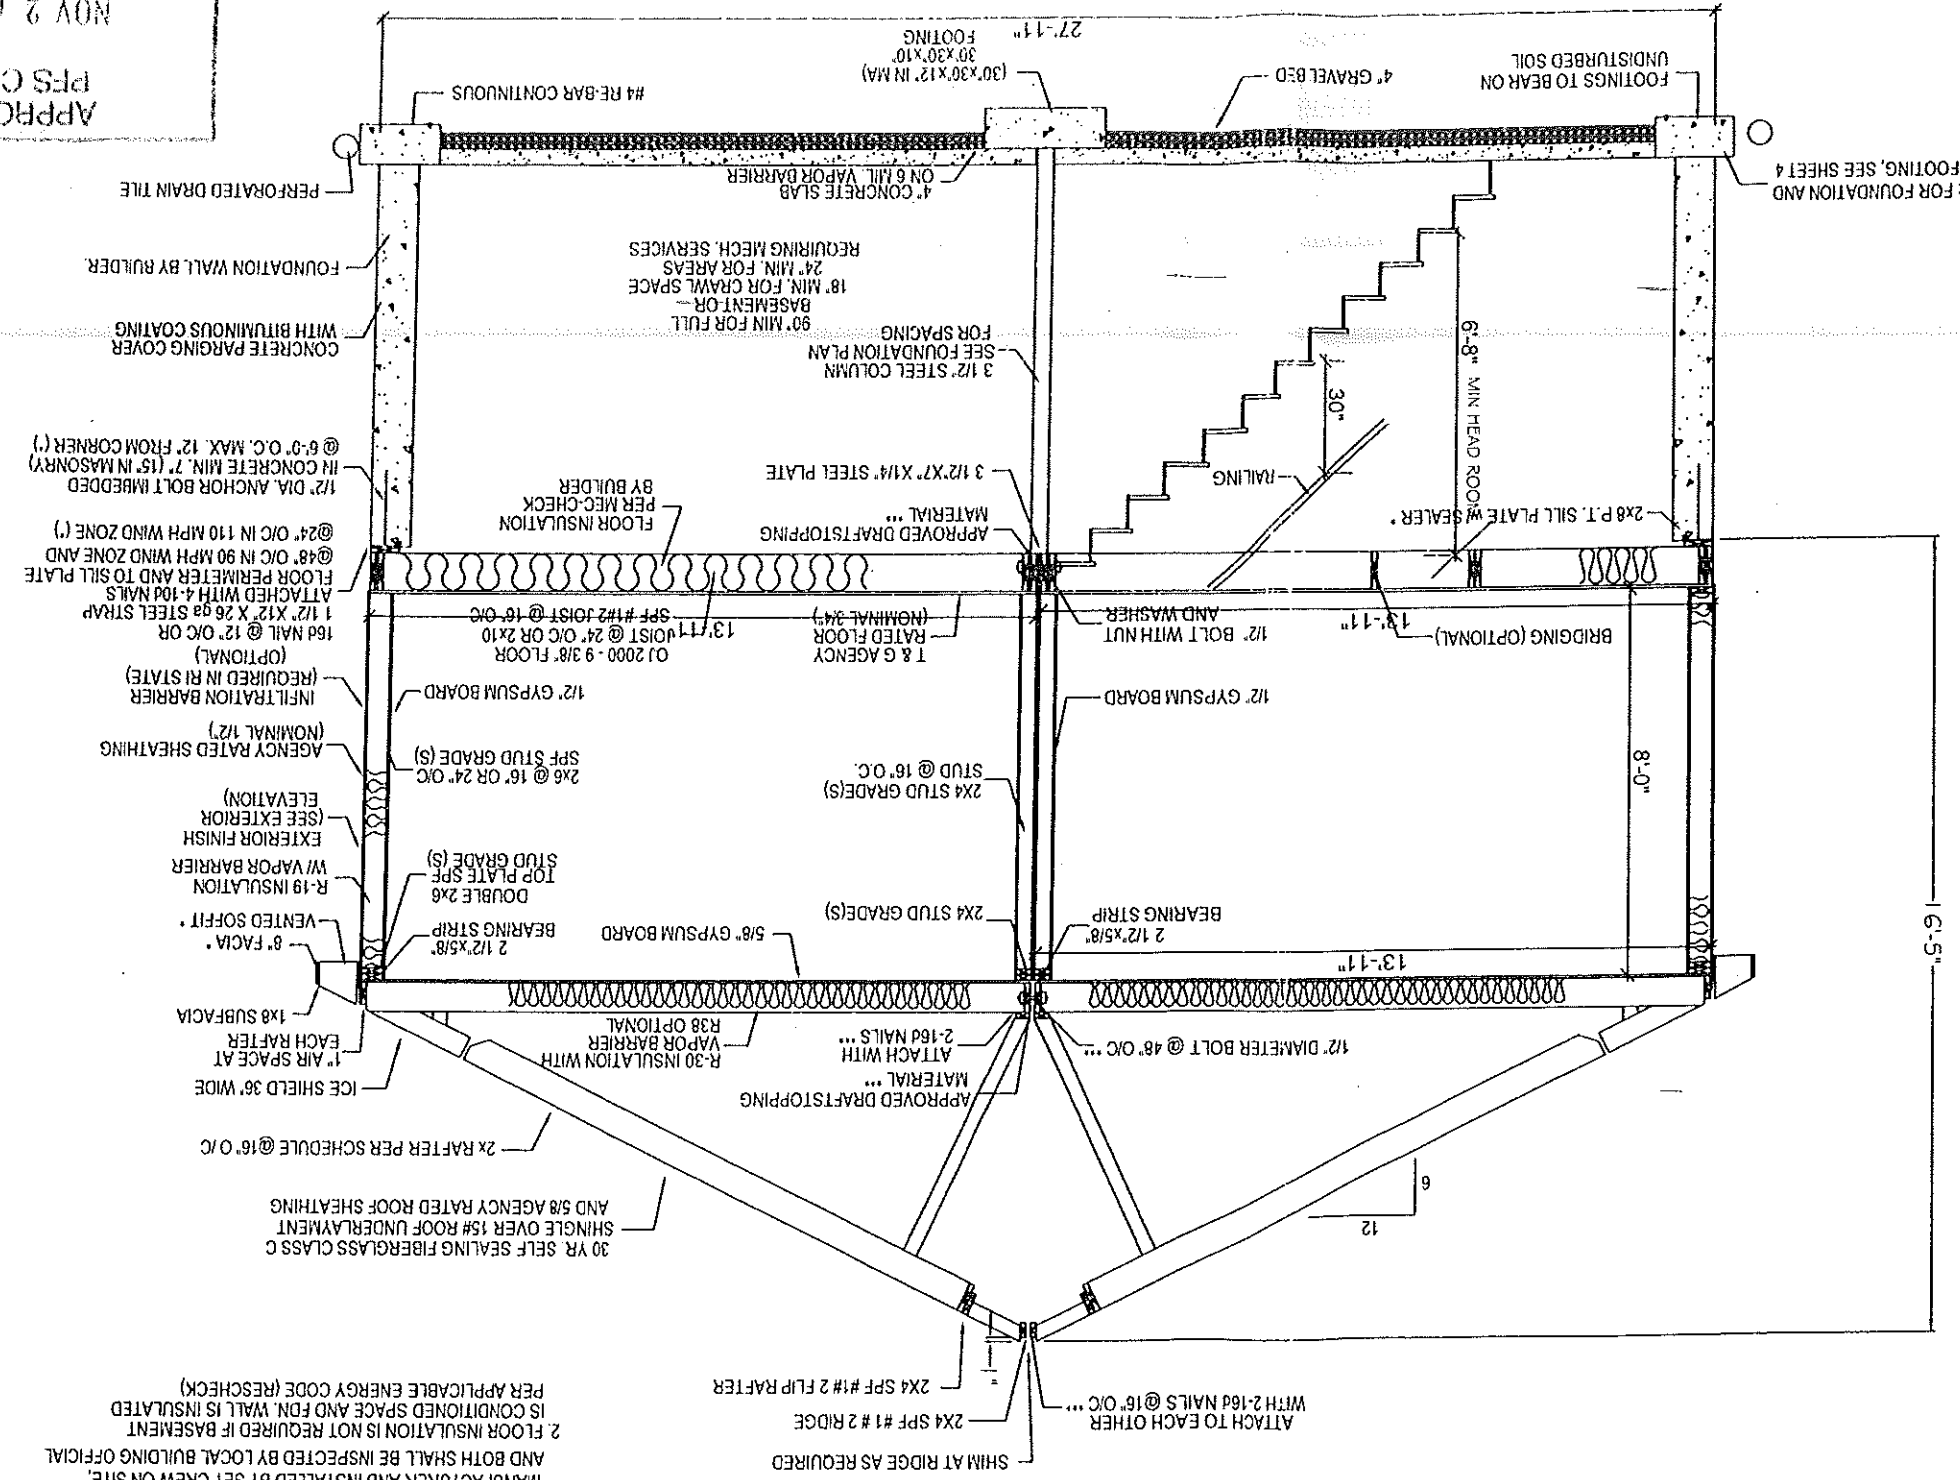 MANUFACTURER AND INSTALLED BY SET CREW ON SITE,
AND BOTH SHALL BE INSPECTED BY LOCAL BUILDING OFFICIAL
2. FLOOR INSULATION IS NOT REQUIRED IF BASEMENT
IS CONDITIONED SPACE AND FDN. WALL IS INSULATED
PER APPLICABLE ENERGY CODE (RESCHECK)
SHIM AT RIDGE AS REQUIRED
2X4 SPF #1 # 2 RIDGE
2X4 SPF #1# 2 FLIP RAFTER
ATTACH TO EACH OTHER
WITH 2-16d NAILS @16" O/C ***
30 YR. SELF SEALING FIBERGLASS CLASS C
SHINGLE OVER 15# ROOF UNDERLAYMENT
AND 5/8 AGENCY RATED ROOF SHEATHING
12
6
2x RAFTER PER SCHEDULE @16" O/C
ICE SHIELD 36" WIDE
1" AIR SPACE AT
EACH RAFTER
1x8 SUBFACIA
8" FACIA *
VENTED SOFFIT *
R-19 INSULATION
W/ VAPOR BARRIER
EXTERIOR FINISH
(SEE EXTERIOR
ELEVATION)
AGENCY RATED SHEATHING
(NOMINAL 1/2")
INFILTRATION BARRIER
(REQUIRED IN RI STATE)
(OPTIONAL)
16d NAIL @ 12" O/C OR
1 1/2" X12" X 26 ga STEEL STRAP
ATTACHED WITH 4-10d NAILS
FLOOR PERIMETER AND TO SILL PLATE
@48" O/C IN 90 MPH WIND ZONE AND
@24" O/C IN 110 MPH WIND ZONE (*)
1/2" DIA. ANCHOR BOLT IMBEDDED
IN CONCRETE MIN. 7" (15" IN MASONRY)
@ 6'-0" O.C. MAX. 12" FROM CORNER (*)
CONCRETE PARGING COVER
WITH BITUMINOUS COATING
FOUNDATION WALL BY BUILDER
PERFORATED DRAIN TILE
#4 RE-BAR CONTINUOUS
APPROVED DRAFTSTOPPING
MATERIAL ***
ATTACH WITH
2-16d NAILS ***
1/2" DIAMETER BOLT @ 48" O/C ***
R-30 INSULATION WITH
VAPOR BARRIER
R38 OPTIONAL
13'-11"
16'-5"
5/8" GYPSUM BOARD
2 1/2"x5/8"
BEARING STRIP
DOUBLE 2x6
TOP PLATE SPF
STUD GRADE (S)
2X4 STUD GRADE(S)
2 1/2"x5/8"
BEARING STRIP
2X4 STUD GRADE(S)
STUD @ 16" O.C.
2x6 @ 16" OR 24" O/C
SPF STUD GRADE (S)
8'-0"
1/2" GYPSUM BOARD
1/2" GYPSUM BOARD
OJ 2000 - 9 3/8" FLOOR
JOIST @ 24" O/C OR 2x10
SPF #1#2 JOIST @ 16" O/C
13'-11"
T & G AGENCY
RATED FLOOR
(NOMINAL 3/4")
1/2" BOLT WITH NUT
AND WASHER
BRIDGING (OPTIONAL)
13'-11"
FLOOR INSULATION
PER MEC-CHECK
BY BUILDER
APPROVED DRAFTSTOPPING
MATERIAL ***
3 1/2"X7" X1/4" STEEL PLATE
2x8 P.T. SILL PLATE W/ SEALER *
RAILING
30"
6'-8" MIN HEAD ROOM
3 1/2" STEEL COLUMN
SEE FOUNDATION PLAN
FOR SPACING
90" MIN FOR FULL
BASEMENT-OR-
18" MIN. FOR CRAWL SPACE
24" MIN. FOR AREAS
REQUIRING MECH. SERVICES
4" CONCRETE SLAB
ON 6 MIL. VAPOR BARRIER
FOR FOUNDATION AND
FOOTING, SEE SHEET 4
FOOTINGS TO BEAR ON
UNDISTURBED SOIL
4" GRAVEL BED
(30"x30"x12" IN MA)
30"x30"x10"
FOOTING
27'-11"
APPRO
PFS C
NOV 2